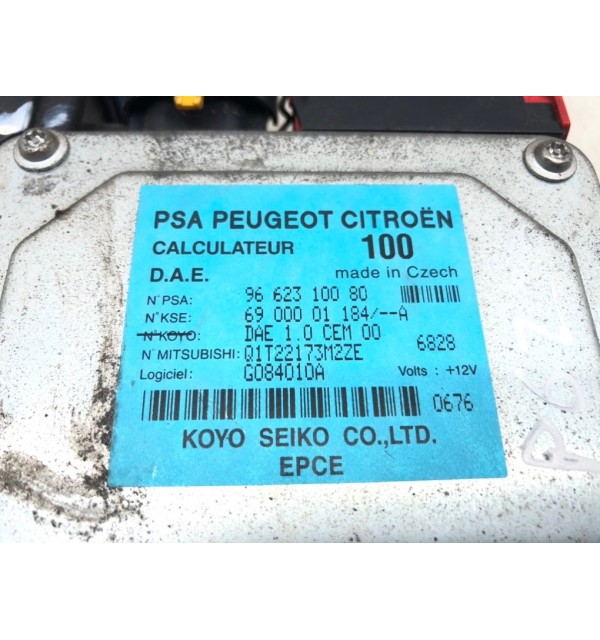 PSA PEUGEOT CITROËN
CALCULATEUR 100
D.A.E. made in Czech
N°PSA: 96 623 100 80
N°KSE: 69 000 01 184/--A
N°KOYO: DAE 1.0 CEM 00
N°MITSUBISHI: Q1T22173M2ZE 6828
Logiciel: G084010A Volts : +12V
0676
KOYO SEIKO CO.,LTD.
EPCE